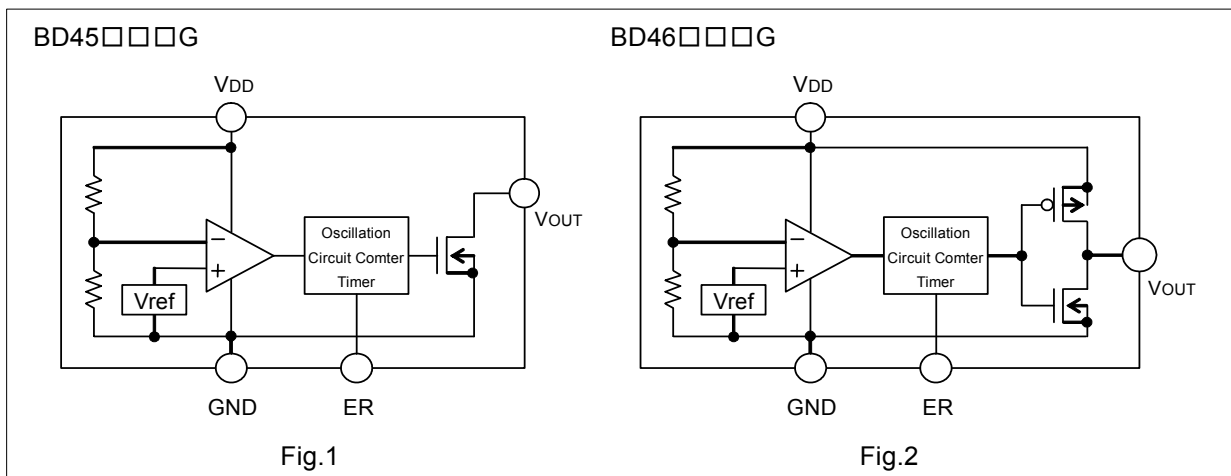 BD45□□□G
VDD
VOUT
−
+
Vref
Oscillation
Circuit Comter
Timer
GND
ER
Fig.1
BD46□□□G
VDD
VOUT
−
+
Vref
Oscillation
Circuit Comter
Timer
GND
ER
Fig.2